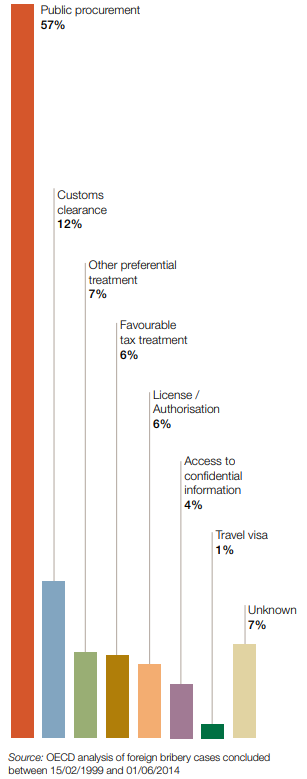 Public procurement
57%
Customs
clearance
12%
Other preferential
treatment
7%
Favourable
tax treatment
6%
License /
Authorisation
6%
Access to
confidential
information
4%
Travel visa
1%
Unknown
7%
Source: OECD analysis of foreign bribery cases concluded
between 15/02/1999 and 01/06/2014